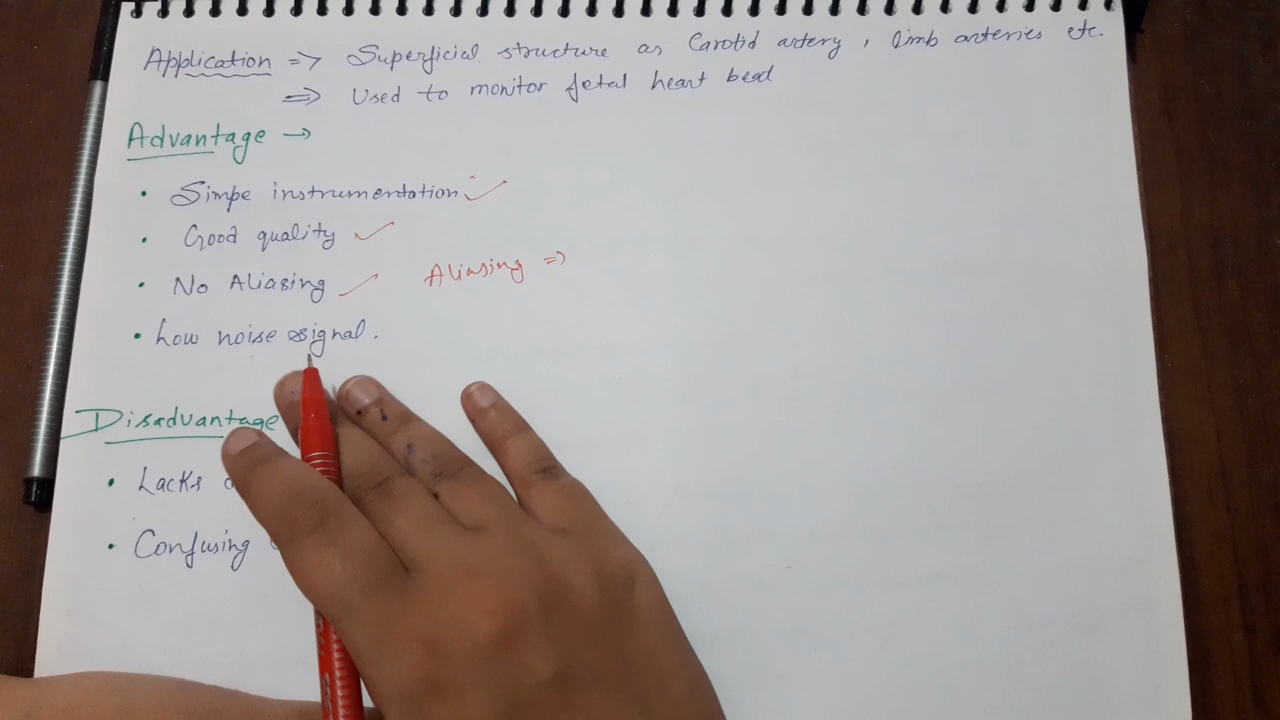 Application => Superficial structure as Carotid artery, limb arteries etc.
=> Used to monitor fetal heart bead
Advantage →
• Simpe instrumentation ✓
• Good quality ✓
• No Aliasing ✓ Aliasing =>
• Low noise signal.
Disadvantage
• Lacks
• Confusing